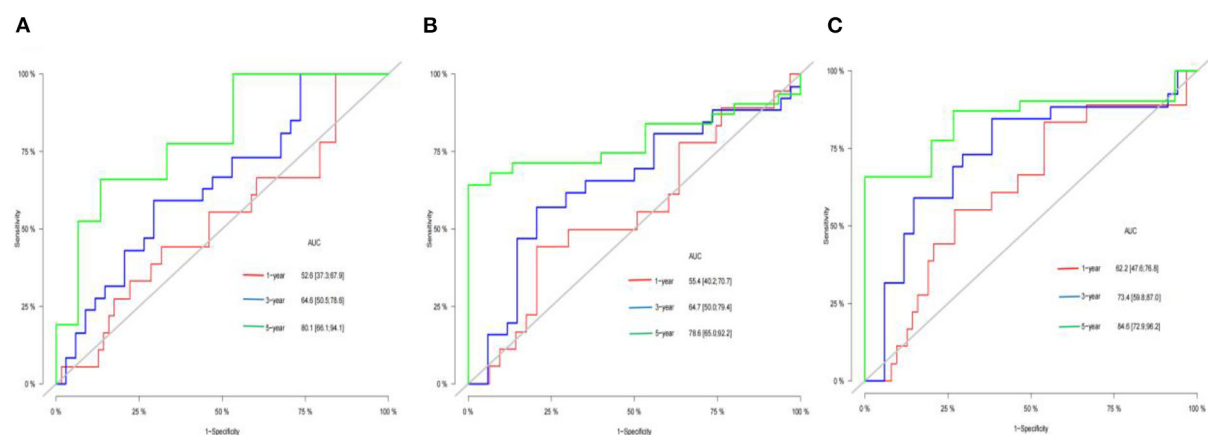 A
B
C
100 %
75 %
50 %
25 %
0 %
Sensitivity
0 %
25 %
50 %
75 %
100 %
1−Specificity
AUC
1−year 52.6 [37.3;67.9]
3−year 64.6 [50.5;78.6]
5−year 80.1 [66.1;94.1]
100 %
75 %
50 %
25 %
0 %
Sensitivity
0 %
25 %
50 %
75 %
100 %
1−Specificity
AUC
1−year 55.4 [40.2;70.7]
3−year 64.7 [50.0;79.4]
5−year 78.6 [65.0;92.2]
100 %
75 %
50 %
25 %
0 %
Sensitivity
0 %
25 %
50 %
75 %
100 %
1−Specificity
AUC
1−year 62.2 [47.6;76.8]
3−year 73.4 [59.8;87.0]
5−year 84.6 [72.9;96.2]